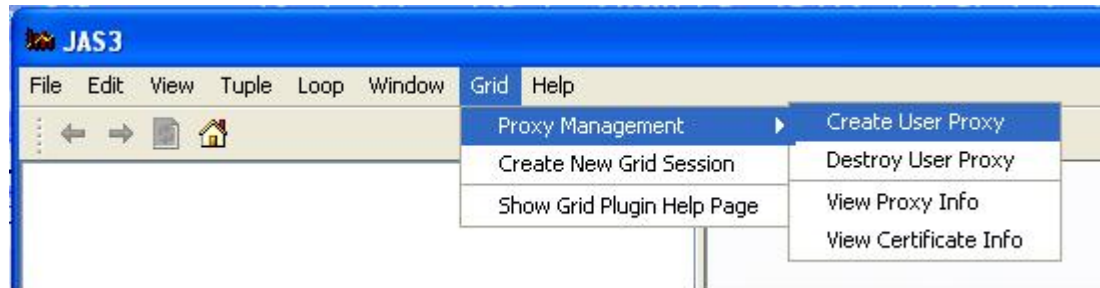 JAS3
File Edit View Tuple Loop Window Grid Help
Proxy Management
Create New Grid Session
Show Grid Plugin Help Page
Create User Proxy
Destroy User Proxy
View Proxy Info
View Certificate Info